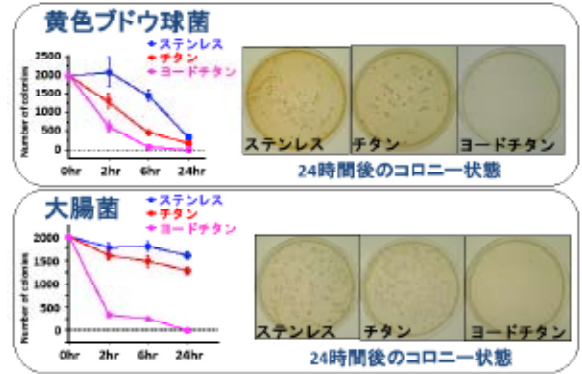 黄色ブドウ球菌
ステンレス
チタン
ヨードチタン
Number of colonies
2500
2000
1500
1000
500
0
0hr 2hr 6hr 24hr
ステンレス チタン ヨードチタン
24時間後のコロニー状態
大腸菌
ステンレス
チタン
ヨードチタン
Number of colonies
2000
1500
500
0
0hr 2hr 6hr 24hr
ステンレス チタン ヨードチタン
24時間後のコロニー状態